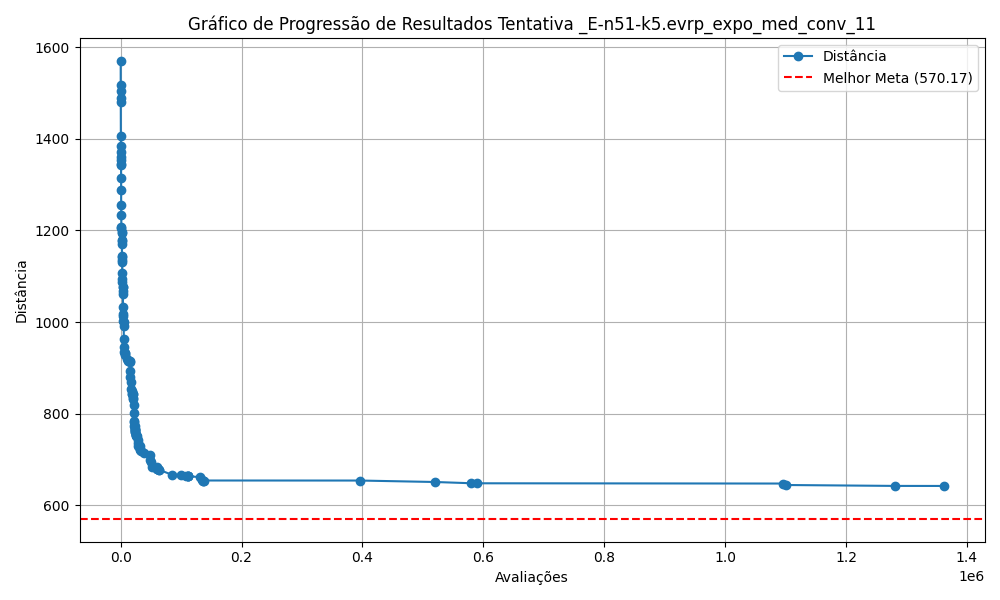 Gráfico de Progressão de Resultados Tentativa _E-n51-k5.evrp_expo_med_conv_11
Distância
Melhor Meta (570.17)
Distância
1600
1400
1200
1000
800
600
0.0 0.2 0.4 0.6 0.8 1.0 1.2 1.4
1e6
Avaliações